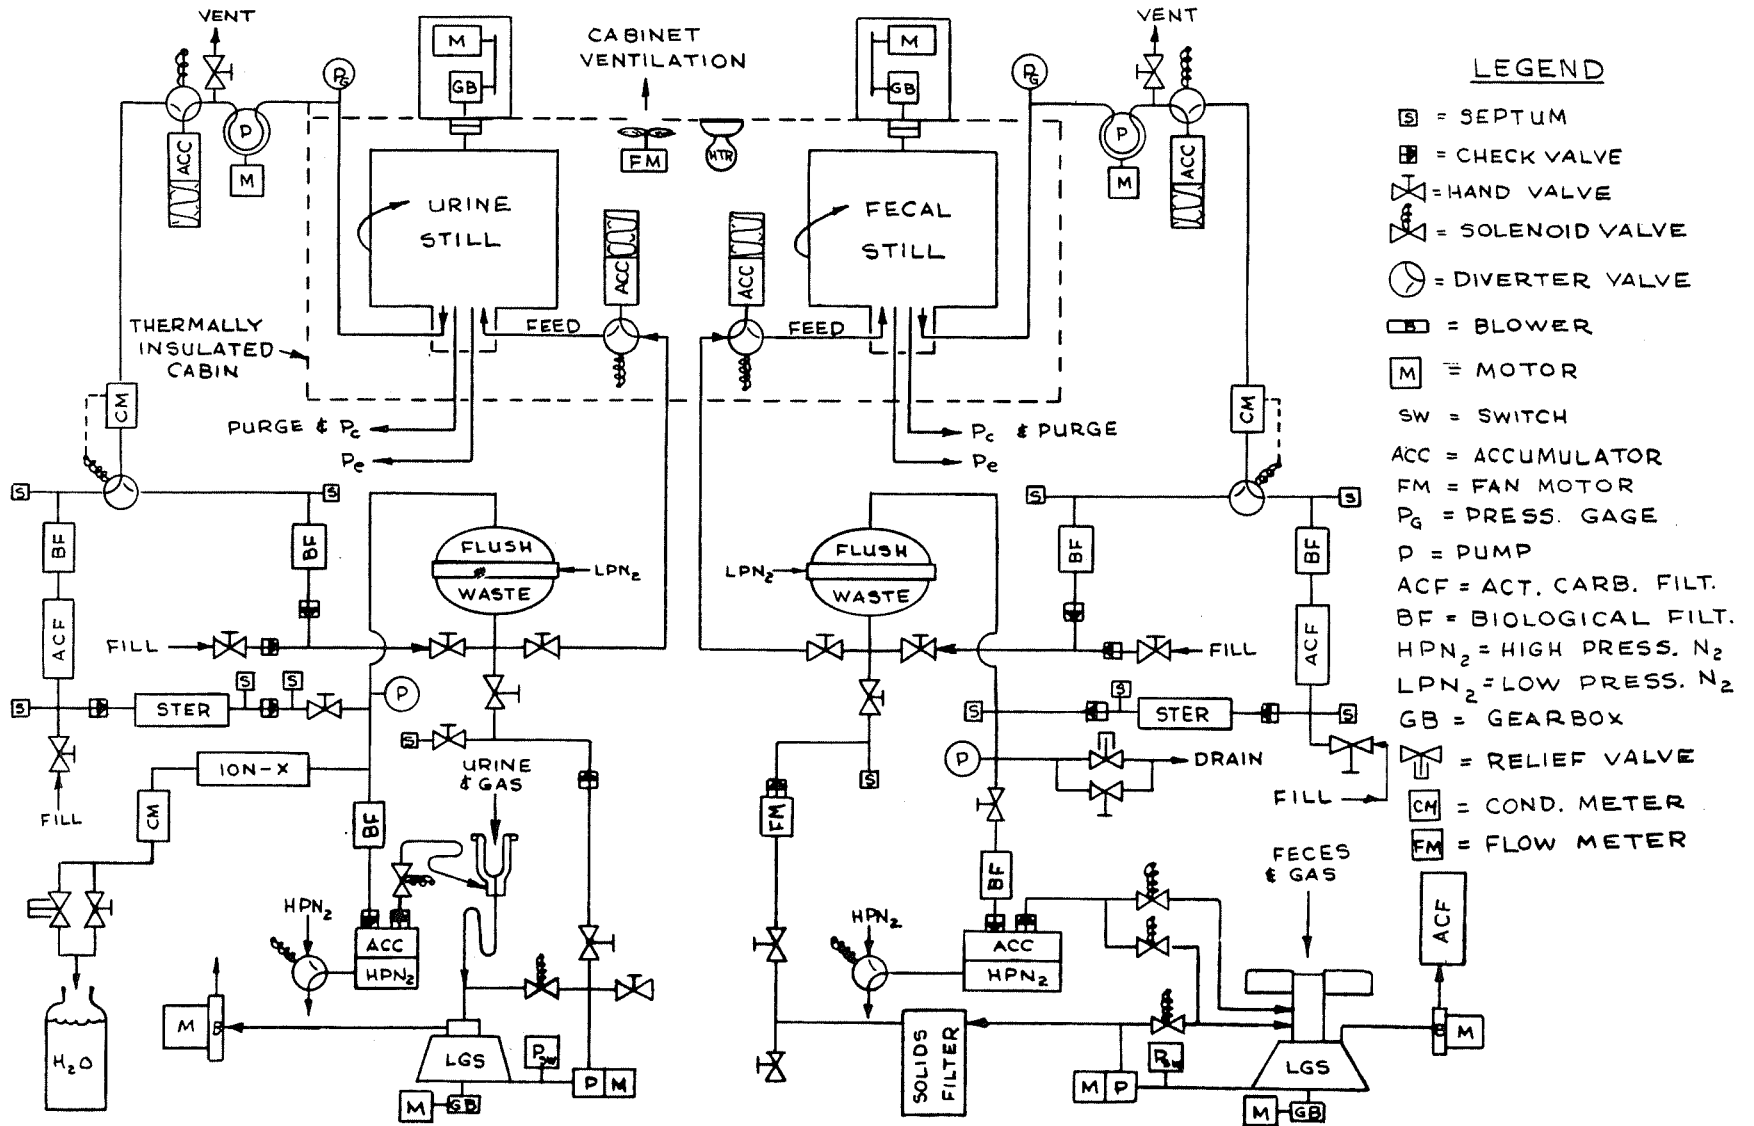 VENT
CABINET
VENTILATION
VENT
M
GB
M
GB
PG
PG
P
M
ACC
FM
HTR
P
M
ACC
URINE
STILL
FECAL
STILL
ACC
ACC
FEED
FEED
THERMALLY
INSULATED
CABIN
CM
CM
PURGE & Pc
Pe
Pc & PURGE
Pe
S
S
S
S
BF
BF
BF
BF
FLUSH
WASTE
LPN2
FLUSH
WASTE
LPN2
ACF
ACF
FILL
FILL
S
STER
S
S
P
S
S
STER
S
S
ION-X
CM
FILL
BF
URINE
& GAS
S
P
DRAIN
FILL
FM
BF
FECES
& GAS
ACF
HPN2
ACC
HPN2
HPN2
ACC
HPN2
M
B
H2O
LGS
PSW
P
M
M
GB
SOLIDS
FILTER
M
P
PSW
LGS
B
M
M
GB
LEGEND
S = SEPTUM
= CHECK VALVE
= HAND VALVE
= SOLENOID VALVE
= DIVERTER VALVE
B = BLOWER
M = MOTOR
SW = SWITCH
ACC = ACCUMULATOR
FM = FAN MOTOR
PG = PRESS. GAGE
P = PUMP
ACF = ACT. CARB. FILT.
BF = BIOLOGICAL FILT.
HPN2 = HIGH PRESS. N2
LPN2 = LOW PRESS. N2
GB = GEARBOX
= RELIEF VALVE
CM = COND. METER
FM = FLOW METER